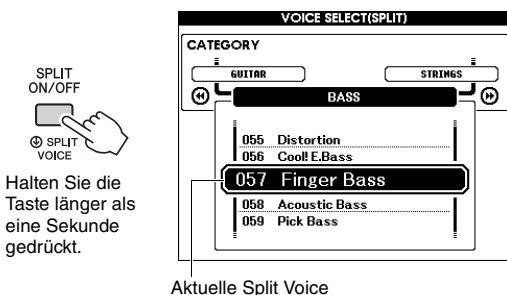 VOICE SELECT(SPLIT)
CATEGORY
GUITAR
STRINGS
BASS
055 Distortion
056 Cool! E.Bass
057 Finger Bass
058 Acoustic Bass
059 Pick Bass
SPLIT
ON/OFF
SPLIT
VOICE
Halten Sie die
Taste länger als
eine Sekunde
gedrückt.
Aktuelle Split Voice